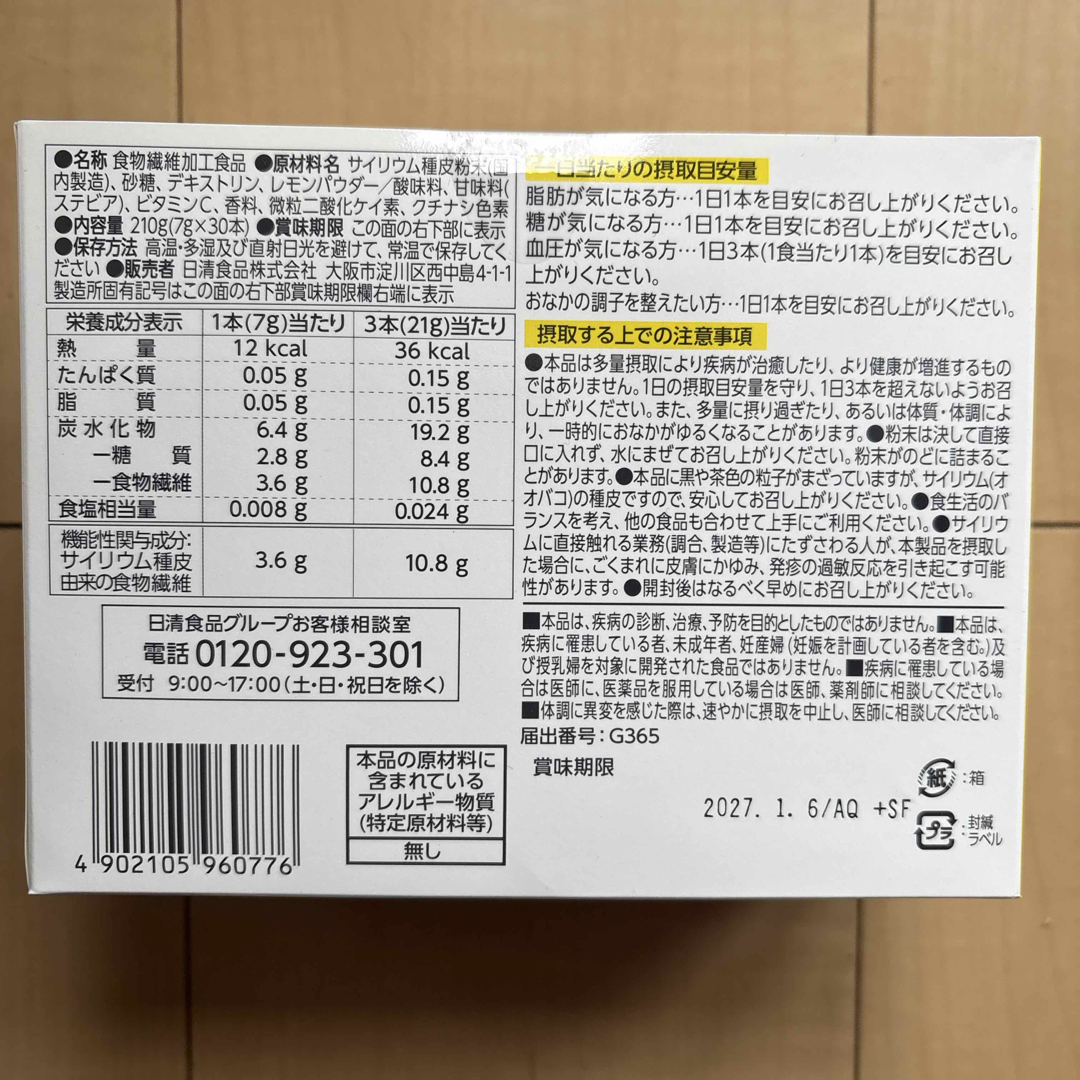 ●名称 食物繊維加工食品 ●原材料名 サイリウム種皮粉末(国
内製造)、砂糖、デキストリン、レモンパウダー／酸味料、甘味料(
ステビア)、ビタミンC、香料、微粒二酸化ケイ素、クチナシ色素
●内容量 210g(7g×30本) ●賞味期限 この面の右下部に表示
●保存方法 高温・多湿及び直射日光を避けて、常温で保存してく
ださい ●販売者 日清食品株式会社 大阪市淀川区西中島4-1-1
製造所固有記号はこの面の右下部賞味期限欄右端に表示
栄養成分表示 1本(7g)当たり 3本(21g)当たり
熱量 12 kcal 36 kcal
たんぱく質 0.05 g 0.15 g
脂質 0.05 g 0.15 g
炭水化物 6.4 g 19.2 g
－糖質 2.8 g 8.4 g
－食物繊維 3.6 g 10.8 g
食塩相当量 0.008 g 0.024 g
機能性関与成分:
サイリウム種皮 3.6 g 10.8 g
由来の食物繊維
日清食品グループお客様相談室
電話 0120-923-301
受付 9:00～17:00(土・日・祝日を除く)
4 902105 960776
本品の原材料に
含まれている
アレルギー物質
(特定原材料等)
無し
一日当たりの摂取目安量
脂肪が気になる方…1日1本を目安にお召し上がりください。
糖が気になる方…1日1本を目安にお召し上がりください。
血圧が気になる方…1日3本(1食当たり1本)を目安にお召し
上がりください。
おなかの調子を整えたい方…1日1本を目安にお召し上がりください。
摂取する上での注意事項
●本品は多量摂取により疾病が治癒したり、より健康が増進するもの
ではありません。1日の摂取目安量を守り、1日3本を超えないようお召
し上がりください。また、多量に摂り過ぎたり、あるいは体質・体調によ
り、一時的におなかがゆるくなることがあります。●粉末は決して直接
口に入れず、水にまぜてお召し上がりください。粉末がのどに詰まるこ
とがあります。●本品に黒や茶色の粒子がまざっていますが、サイリウム(オ
オバコ)の種皮ですので、安心してお召し上がりください。●食生活のバ
ランスを考え、他の食品も合わせて上手にご利用ください。●サイリウ
ムに直接触れる業務(調合、製造等)にたずさわる人が、本製品を摂取し
た場合に、ごくまれに皮膚にかゆみ、発疹の過敏反応を引き起こす可能
性があります。●開封後はなるべく早めにお召し上がりください。
■本品は、疾病の診断、治療、予防を目的としたものではありません。■本品は、
疾病に罹患している者、未成年者、妊産婦(妊娠を計画している者を含む。)及
び授乳婦を対象に開発された食品ではありません。■疾病に罹患している場
合は医師に、医薬品を服用している場合は医師、薬剤師に相談してください。
■体調に異変を感じた際は、速やかに摂取を中止し、医師に相談してください。
届出番号:G365
賞味期限
2027. 1. 6/AQ +SF
紙 :箱
プラ :封緘
ラベル